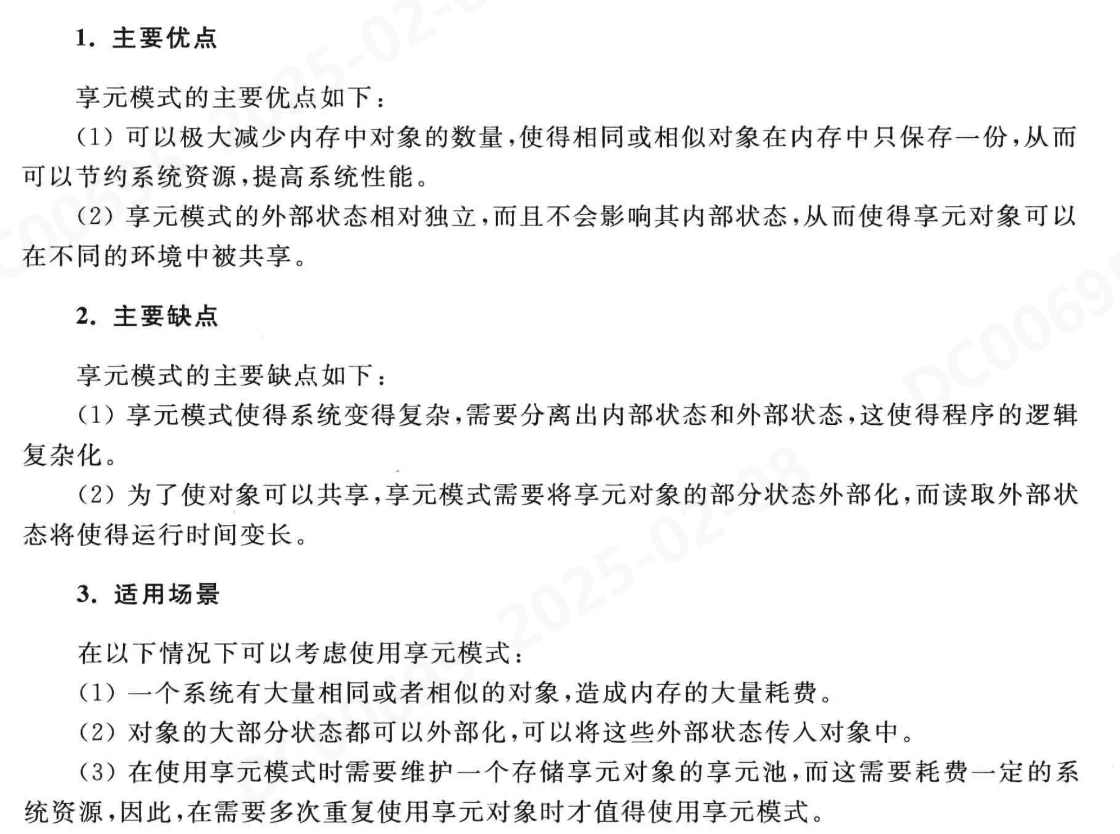 1. 主要优点
享元模式的主要优点如下：
(1) 可以极大减少内存中对象的数量,使得相同或相似对象在内存中只保存一份,从而
可以节约系统资源,提高系统性能。
(2) 享元模式的外部状态相对独立,而且不会影响其内部状态,从而使得享元对象可以
在不同的环境中被共享。
2. 主要缺点
享元模式的主要缺点如下：
(1) 享元模式使得系统变得复杂,需要分离出内部状态和外部状态,这使得程序的逻辑
复杂化。
(2) 为了使对象可以共享,享元模式需要将享元对象的部分状态外部化,而读取外部状
态将使得运行时间变长。
3. 适用场景
在以下情况下可以考虑使用享元模式：
(1) 一个系统有大量相同或者相似的对象,造成内存的大量耗费。
(2) 对象的大部分状态都可以外部化,可以将这些外部状态传入对象中。
(3) 在使用享元模式时需要维护一个存储享元对象的享元池,而这需要耗费一定的系
统资源,因此,在需要多次重复使用享元对象时才值得使用享元模式。
DC00695
2025-02-08